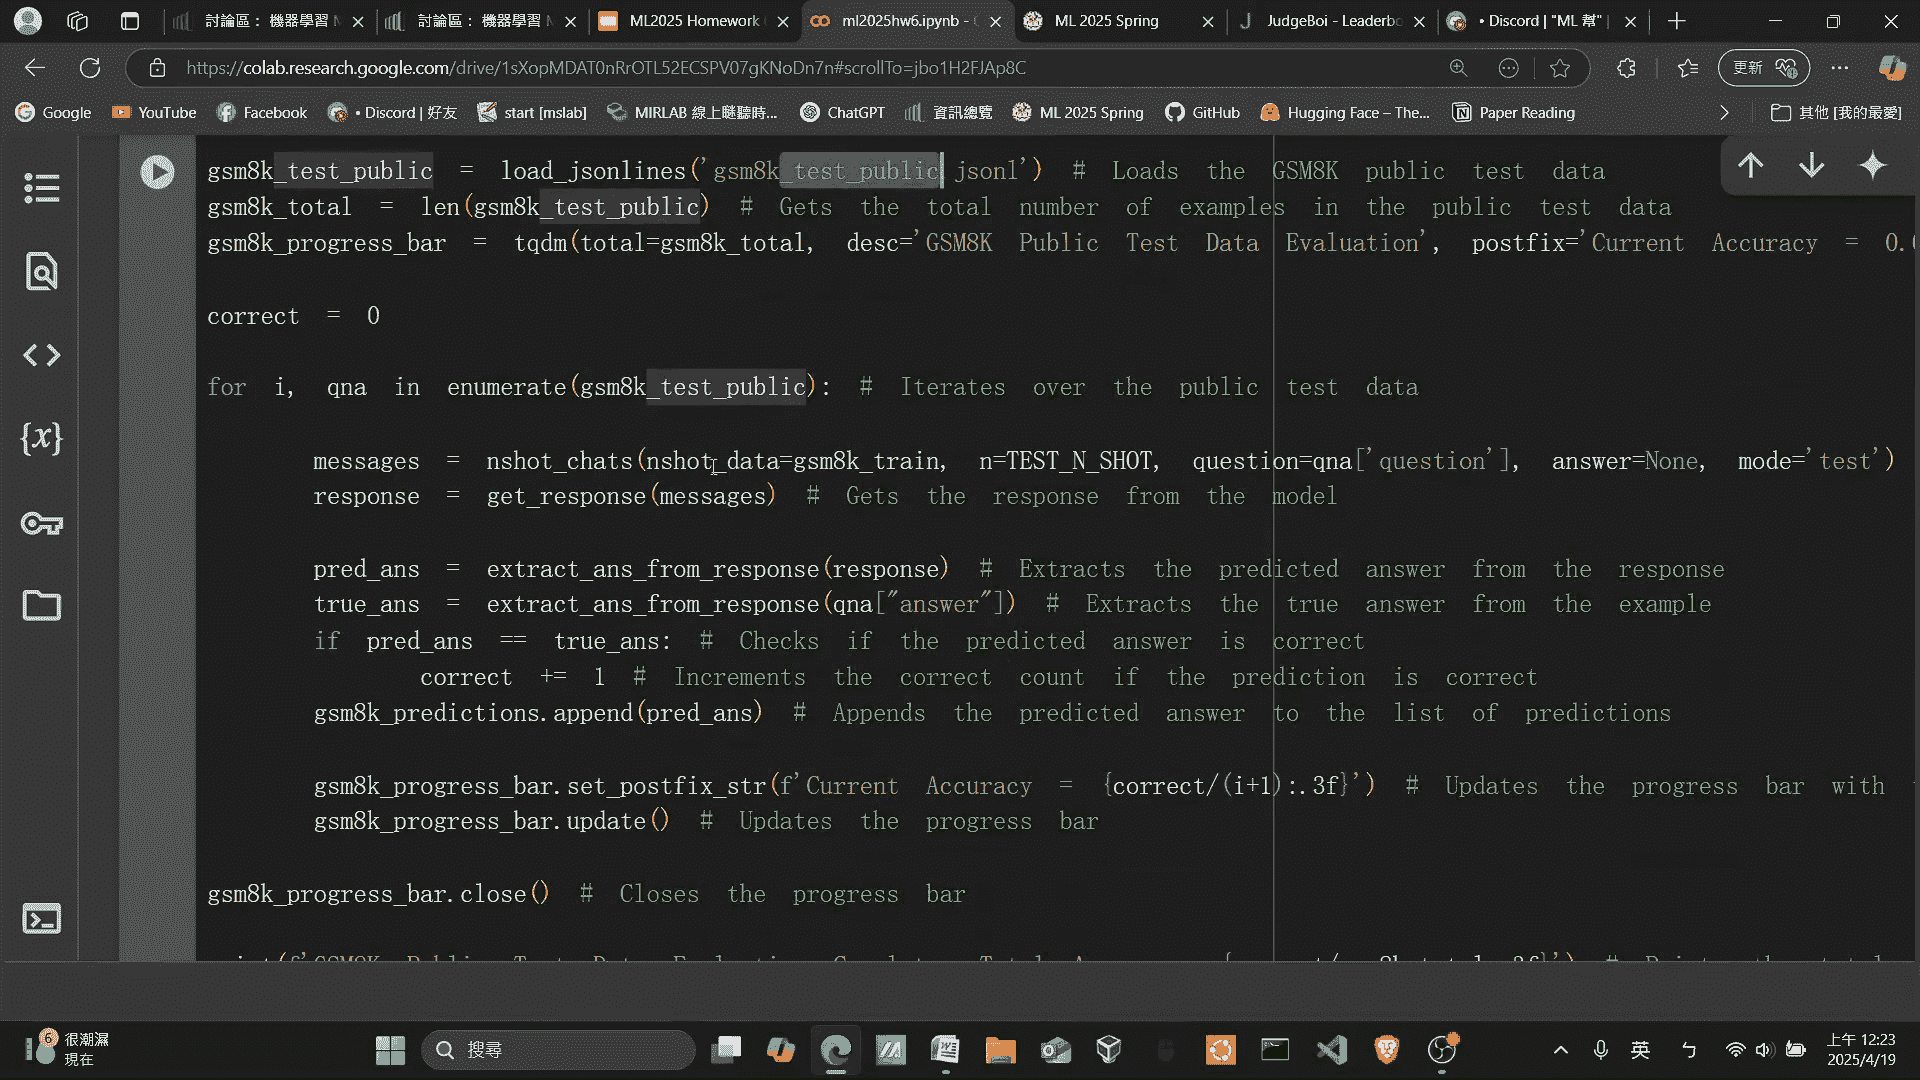 討論區： 機器學習
討論區： 機器學習
ML2025 Homework
ml2025hw6.ipynb -
ML 2025 Spring
JudgeBoi - Leaderbo
• Discord | "ML 幫" |
https://colab.research.google.com/drive/1sXopMDAT0nRrOTL52ECSPV07gKNoDn7n#scrollTo=jbo1H2FJAp8C
更新
Google
YouTube
Facebook
• Discord | 好友
start [mslab]
MIRLAB 線上瞇聽時...
ChatGPT
資訊總覽
ML 2025 Spring
GitHub
Hugging Face – The...
Paper Reading
其他 [我的最愛]
gsm8k_test_public = load_jsonlines('gsm8k_test_public jsonl') # Loads the GSM8K public test data
gsm8k_total = len(gsm8k_test_public) # Gets the total number of examples in the public test data
gsm8k_progress_bar = tqdm(total=gsm8k_total, desc='GSM8K Public Test Data Evaluation', postfix='Current Accuracy = 0.
correct = 0
for i, qna in enumerate(gsm8k_test_public): # Iterates over the public test data
messages = nshot_chats(nshot_data=gsm8k_train, n=TEST_N_SHOT, question=qna['question'], answer=None, mode='test')
response = get_response(messages) # Gets the response from the model
pred_ans = extract_ans_from_response(response) # Extracts the predicted answer from the response
true_ans = extract_ans_from_response(qna["answer"]) # Extracts the true answer from the example
if pred_ans == true_ans: # Checks if the predicted answer is correct
correct += 1 # Increments the correct count if the prediction is correct
gsm8k_predictions.append(pred_ans) # Appends the predicted answer to the list of predictions
gsm8k_progress_bar.set_postfix_str(f'Current Accuracy = {correct/(i+1):.3f}') # Updates the progress bar with
gsm8k_progress_bar.update() # Updates the progress bar
gsm8k_progress_bar.close() # Closes the progress bar
很潮濕
現在
搜尋
英
ㄅ
上午 12:23
2025/4/19